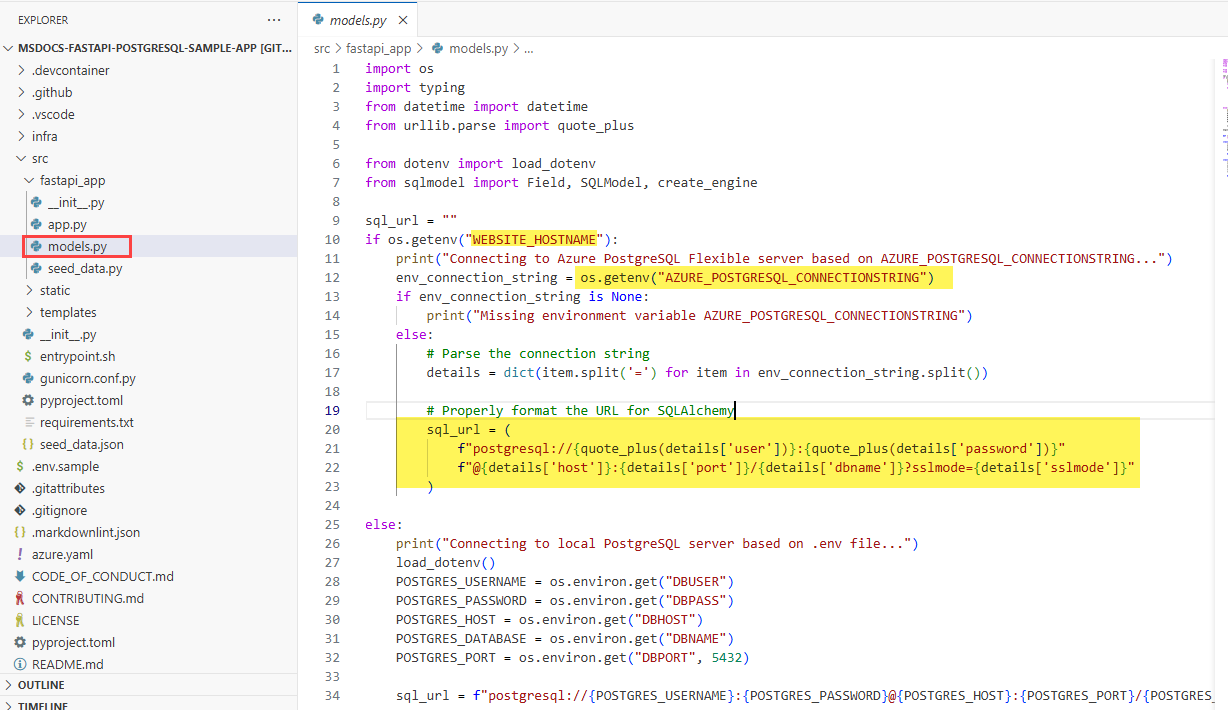 EXPLORER
···
MSDOCS-FASTAPI-POSTGRESQL-SAMPLE-APP [GIT...
.devcontainer
.github
.vscode
infra
src
fastapi_app
__init__.py
app.py
models.py
seed_data.py
static
templates
__init__.py
entrypoint.sh
gunicorn.conf.py
pyproject.toml
requirements.txt
seed_data.json
.env.sample
.gitattributes
.gitignore
.markdownlint.json
azure.yaml
CODE_OF_CONDUCT.md
CONTRIBUTING.md
LICENSE
pyproject.toml
README.md
OUTLINE
TIMELINE
models.py
src > fastapi_app > models.py > ...
1 import os
2 import typing
3 from datetime import datetime
4 from urllib.parse import quote_plus
5
6 from dotenv import load_dotenv
7 from sqlmodel import Field, SQLModel, create_engine
8
9 sql_url = ""
10 if os.getenv("WEBSITE_HOSTNAME"):
11     print("Connecting to Azure PostgreSQL Flexible server based on AZURE_POSTGRESQL_CONNECTIONSTRING...")
12     env_connection_string = os.getenv("AZURE_POSTGRESQL_CONNECTIONSTRING")
13     if env_connection_string is None:
14         print("Missing environment variable AZURE_POSTGRESQL_CONNECTIONSTRING")
15     else:
16         # Parse the connection string
17         details = dict(item.split('=') for item in env_connection_string.split())
18
19         # Properly format the URL for SQLAlchemy
20         sql_url = (
21             f"postgresql://{quote_plus(details['user'])}:{quote_plus(details['password'])}"
22             f"@{details['host']}:{details['port']}/{details['dbname']}?sslmode={details['sslmode']}"
23         )
24
25 else:
26     print("Connecting to local PostgreSQL server based on .env file...")
27     load_dotenv()
28     POSTGRES_USERNAME = os.environ.get("DBUSER")
29     POSTGRES_PASSWORD = os.environ.get("DBPASS")
30     POSTGRES_HOST = os.environ.get("DBHOST")
31     POSTGRES_DATABASE = os.environ.get("DBNAME")
32     POSTGRES_PORT = os.environ.get("DBPORT", 5432)
33
34     sql_url = f"postgresql://{POSTGRES_USERNAME}:{POSTGRES_PASSWORD}@{POSTGRES_HOST}:{POSTGRES_PORT}/{POSTGRES_